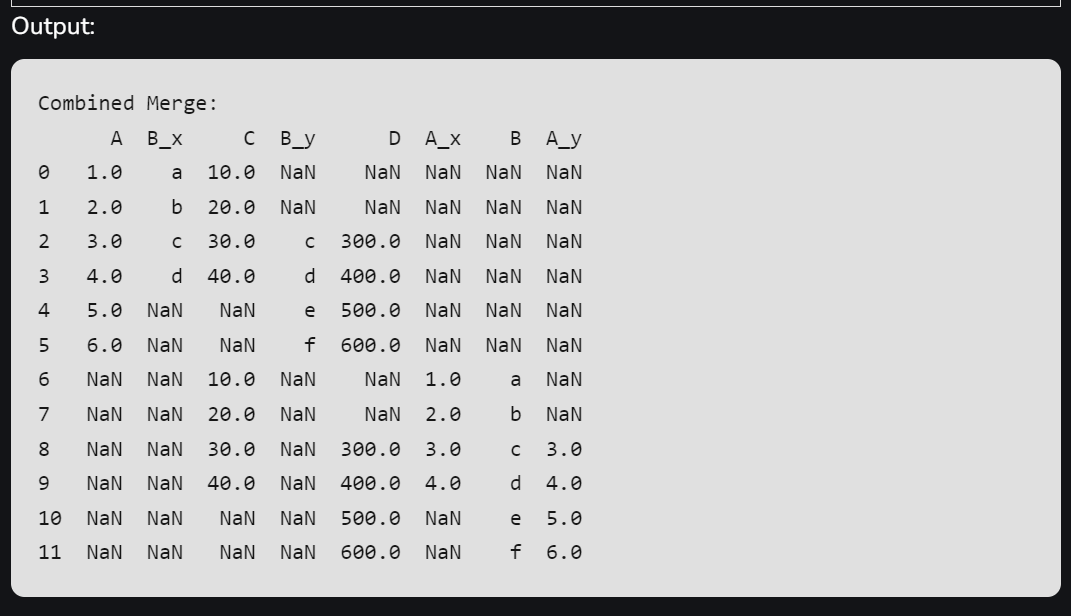 Output:
Combined Merge:
      A  B_x     C  B_y      D  A_x    B  A_y
0   1.0    a  10.0  NaN    NaN  NaN  NaN  NaN
1   2.0    b  20.0  NaN    NaN  NaN  NaN  NaN
2   3.0    c  30.0    c  300.0  NaN  NaN  NaN
3   4.0    d  40.0    d  400.0  NaN  NaN  NaN
4   5.0  NaN   NaN    e  500.0  NaN  NaN  NaN
5   6.0  NaN   NaN    f  600.0  NaN  NaN  NaN
6   NaN  NaN  10.0  NaN    NaN  1.0    a  NaN
7   NaN  NaN  20.0  NaN    NaN  2.0    b  NaN
8   NaN  NaN  30.0  NaN  300.0  3.0    c  3.0
9   NaN  NaN  40.0  NaN  400.0  4.0    d  4.0
10  NaN  NaN   NaN  NaN  500.0  NaN    e  5.0
11  NaN  NaN   NaN  NaN  600.0  NaN    f  6.0